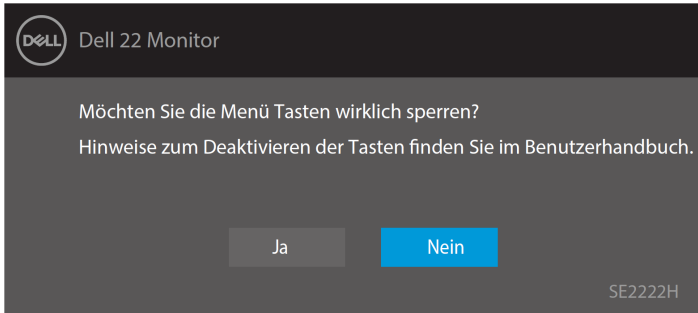 DELL Dell 22 Monitor
Möchten Sie die Menü Tasten wirklich sperren?
Hinweise zum Deaktivieren der Tasten finden Sie im Benutzerhandbuch.
Ja Nein
SE2222H